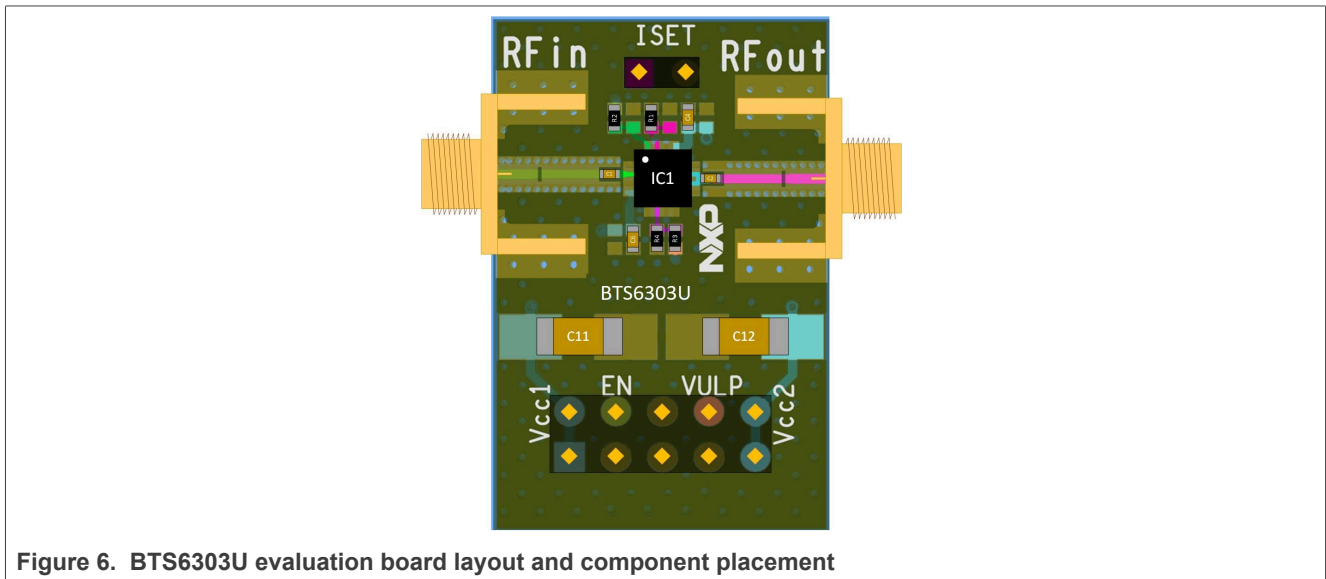 ISET
RFin
RFout
R2
R1
C4
C1
IC1
C2
R4
R3
NXP
BTS6303U
C11
C12
Vcc1
EN
VULP
Vcc2
Figure 6. BTS6303U evaluation board layout and component placement